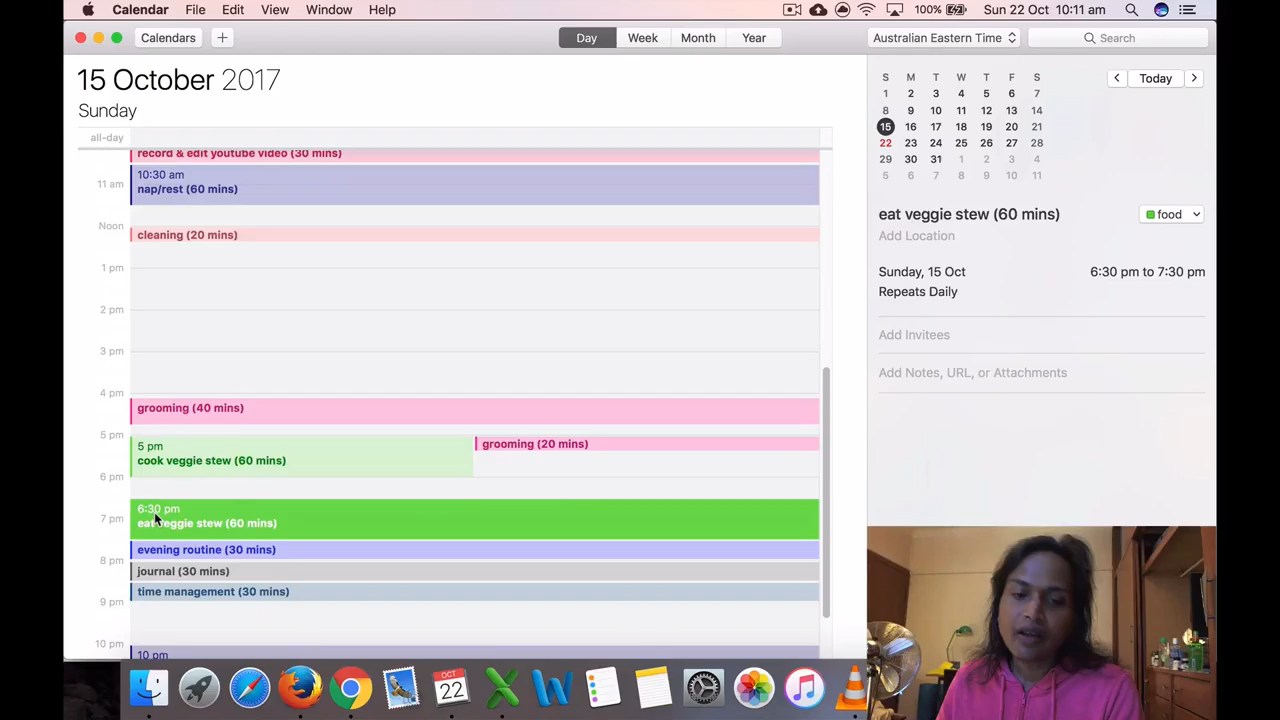 Calendar File Edit View Window Help 100% Sun 22 Oct 10:11 am
Calendars + Day Week Month Year Australian Eastern Time Search
15 October 2017
Sunday
all-day
record & edit youtube video (30 mins)
10:30 am
11 am
nap/rest (60 mins)
Noon
cleaning (20 mins)
1 pm
2 pm
3 pm
4 pm
grooming (40 mins)
5 pm
5 pm
cook veggie stew (60 mins)
grooming (20 mins)
6 pm
6:30 pm
7 pm
eat veggie stew (60 mins)
evening routine (30 mins)
8 pm
journal (30 mins)
time management (30 mins)
9 pm
10 pm
10 pm
S M T W T F S
Today
1 2 3 4 5 6 7
8 9 10 11 12 13 14
15 16 17 18 19 20 21
22 23 24 25 26 27 28
29 30 31 1 2 3 4
5 6 7 8 9 10 11
eat veggie stew (60 mins) food
Add Location
Sunday, 15 Oct 6:30 pm to 7:30 pm
Repeats Daily
Add Invitees
Add Notes, URL, or Attachments
OCT
22